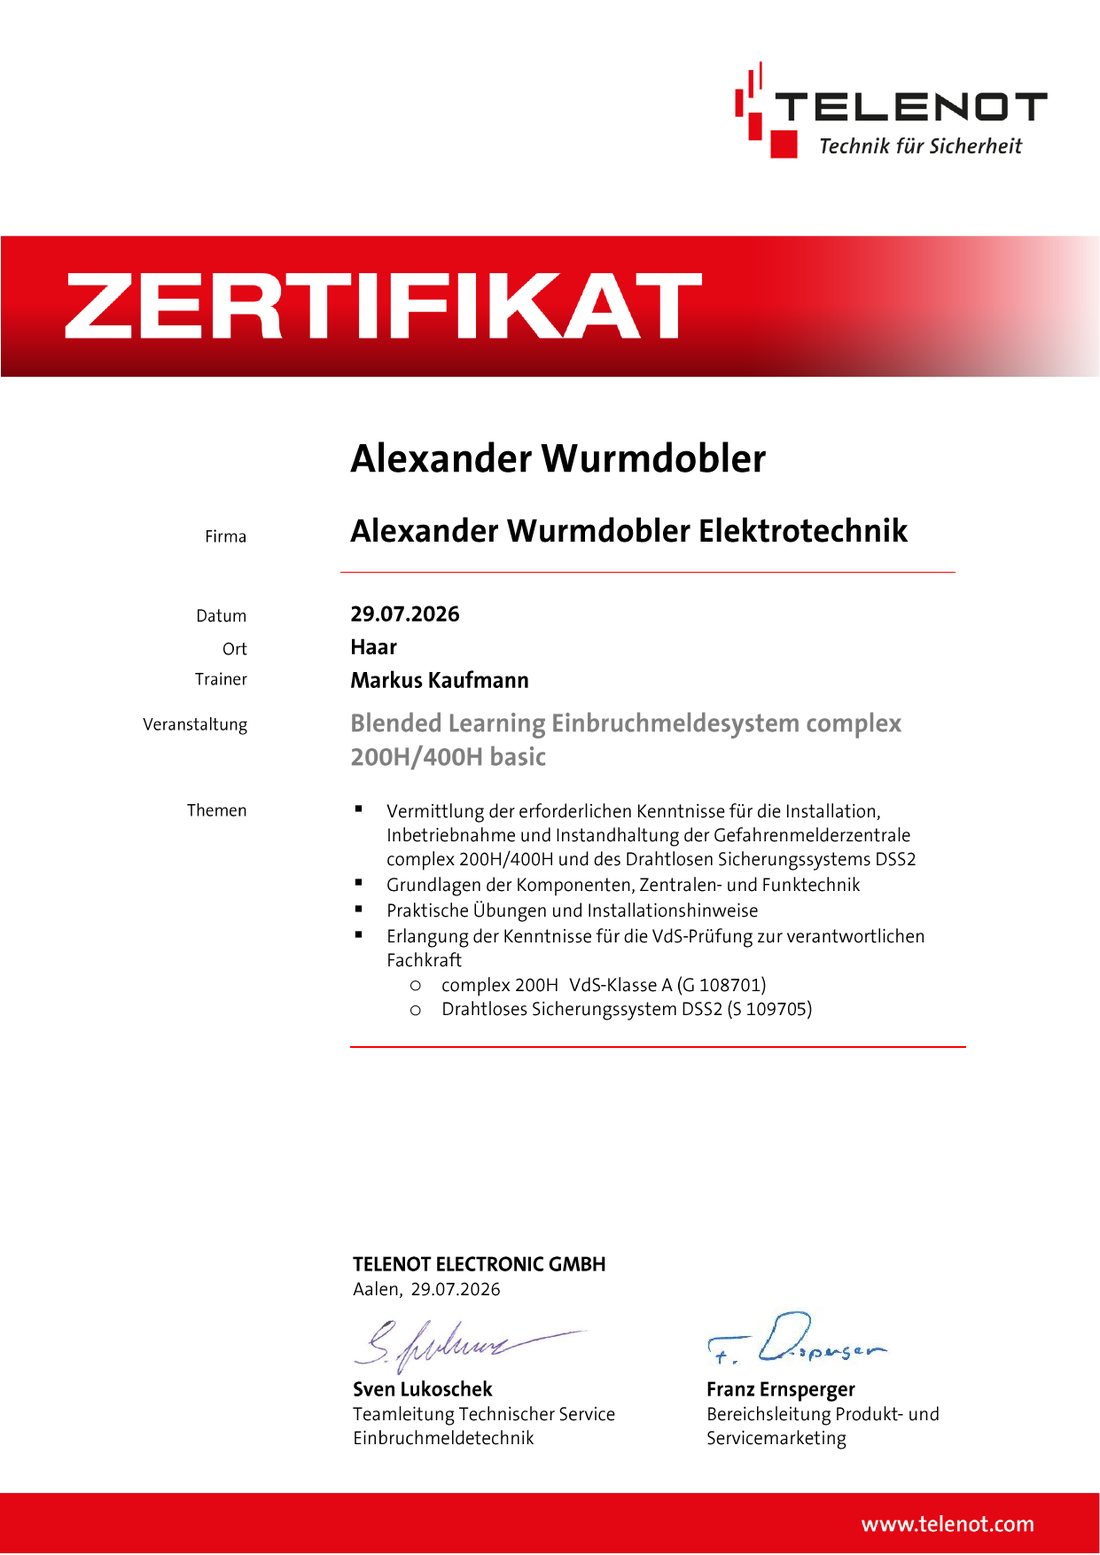 TELENOT
Technik für Sicherheit
ZERTIFIKAT
Alexander Wurmdobler
Firma Alexander Wurmdobler Elektrotechnik
Datum 29.07.2026
Ort Haar
Trainer Markus Kaufmann
Veranstaltung Blended Learning Einbruchmeldesystem complex
200H/400H basic
Themen ▪ Vermittlung der erforderlichen Kenntnisse für die Installation,
Inbetriebnahme und Instandhaltung der Gefahrenmelderzentrale
complex 200H/400H und des Drahtlosen Sicherungssystems DSS2
▪ Grundlagen der Komponenten, Zentralen- und Funktechnik
▪ Praktische Übungen und Installationshinweise
▪ Erlangung der Kenntnisse für die VdS-Prüfung zur verantwortlichen
Fachkraft
o complex 200H VdS-Klasse A (G 108701)
o Drahtloses Sicherungssystem DSS2 (S 109705)
TELENOT ELECTRONIC GMBH
Aalen, 29.07.2026
Sven Lukoschek Franz Ernsperger
Teamleitung Technischer Service Bereichsleitung Produkt- und
Einbruchmeldetechnik Servicemarketing
www.telenot.com